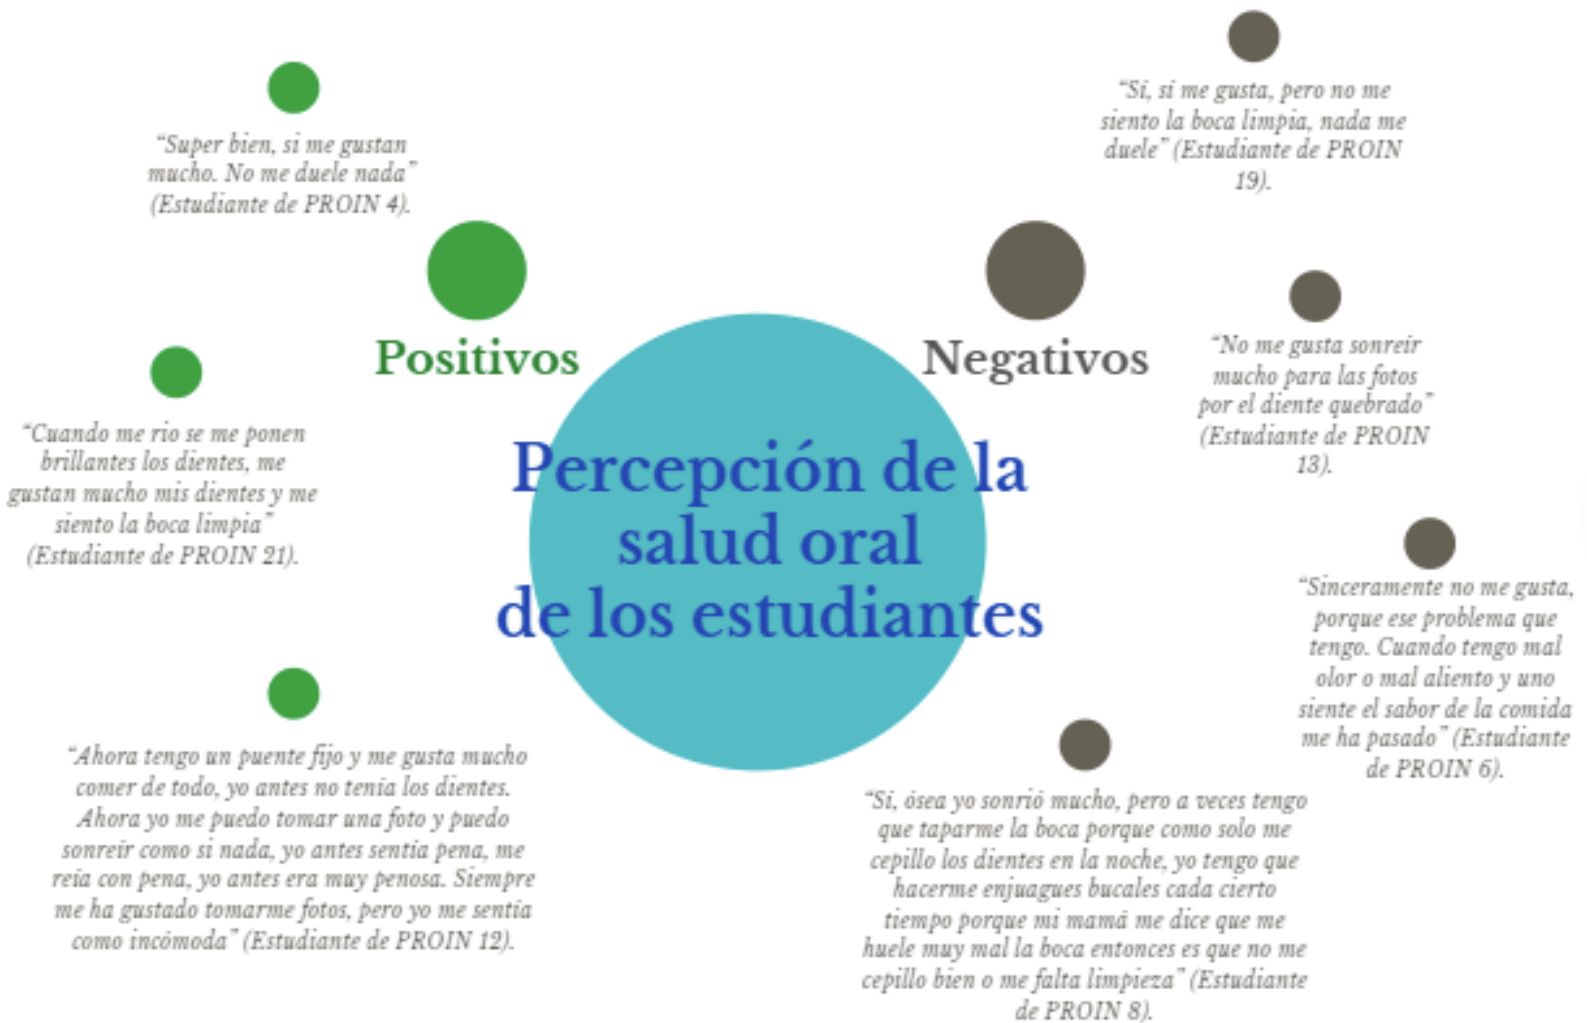 Percepción de la
salud oral
de los estudiantes
Positivos
“Super bien, si me gustan
mucho. No me duele nada”
(Estudiante de PROIN 4).
“Cuando me rio se me ponen
brillantes los dientes, me
gustan mucho mis dientes y me
siento la boca limpia”
(Estudiante de PROIN 21).
“Ahora tengo un puente fijo y me gusta mucho
comer de todo, yo antes no tenía los dientes.
Ahora yo me puedo tomar una foto y puedo
sonreír como si nada, yo antes sentía pena, me
reía con pena, yo antes era muy penosa. Siempre
me ha gustado tomarme fotos, pero yo me sentía
como incómoda” (Estudiante de PROIN 12).
Negativos
“Sí, sí me gusta, pero no me
siento la boca limpia, nada me
duele” (Estudiante de PROIN
19).
“No me gusta sonreír
mucho para las fotos
por el diente quebrado”
(Estudiante de PROIN
13).
“Sinceramente no me gusta,
porque ese problema que
tengo. Cuando tengo mal
olor o mal aliento y uno
siente el sabor de la comida
me ha pasado” (Estudiante
de PROIN 6).
“Sí, ósea yo sonrió mucho, pero a veces tengo
que taparme la boca porque como solo me
cepillo los dientes en la noche, yo tengo que
hacerme enjuagues bucales cada cierto
tiempo porque mi mamá me dice que me
huele muy mal la boca entonces es que no me
cepillo bien o me falta limpieza” (Estudiante
de PROIN 8).